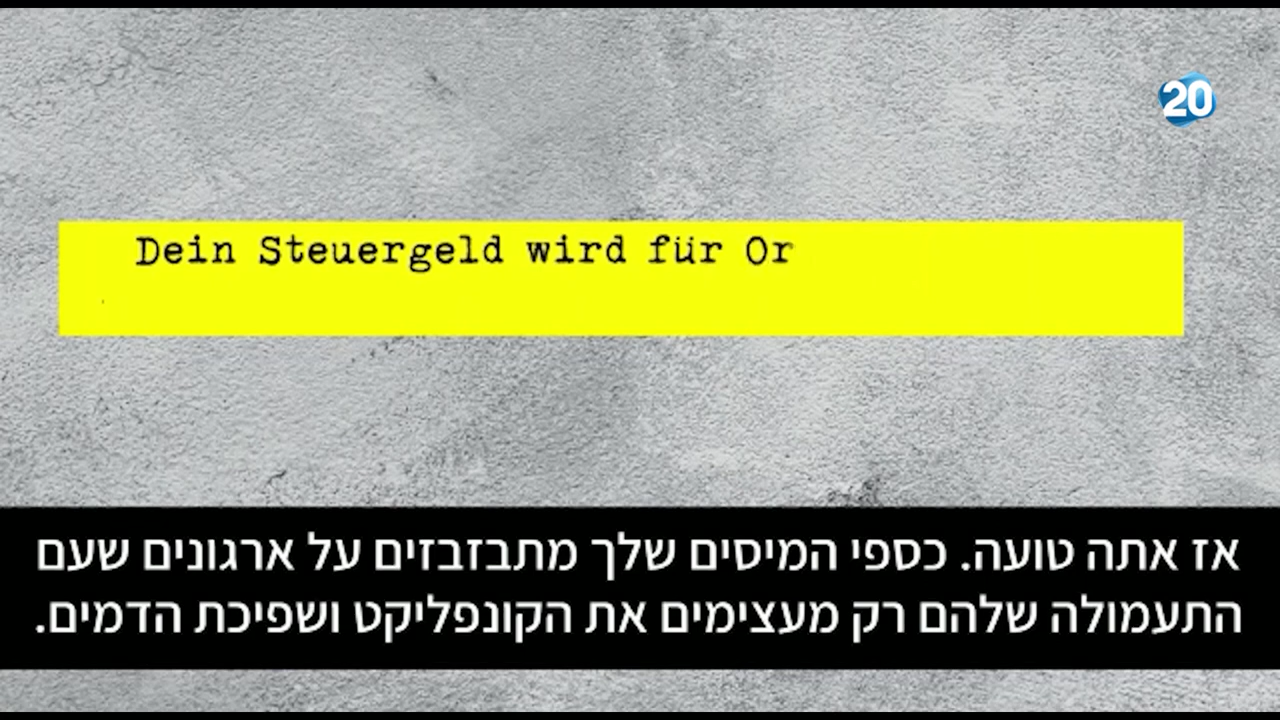 20
Dein Steuergeld wird für Or
אז אתה טועה. כספי המיסים שלך מתבזבזים על ארגונים שעם
התעמולה שלהם רק מעצימים את הקונפליקט ושפיכת הדמים.